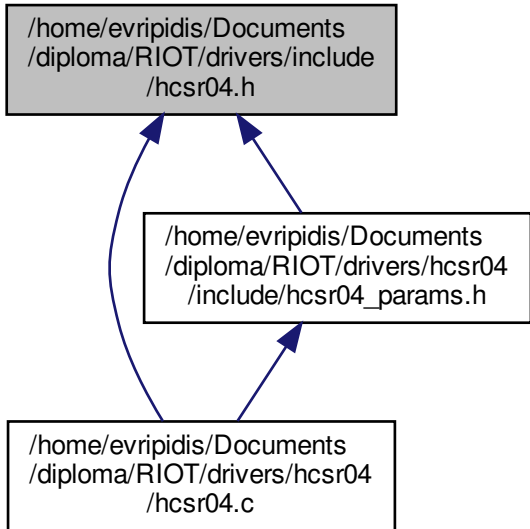 /home/evripidis/Documents
/diploma/RIOT/drivers/include
/hcsr04.h
/home/evripidis/Documents
/diploma/RIOT/drivers/hcsr04
/include/hcsr04_params.h
/home/evripidis/Documents
/diploma/RIOT/drivers/hcsr04
/hcsr04.c